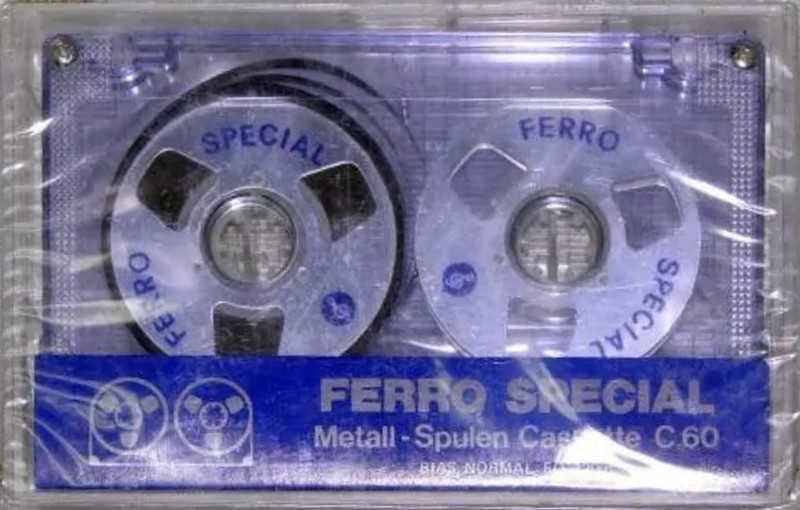 SPECIAL
FERRO
FERRO
SPECIAL
FERRO SPECIAL
Metall-Spulen Cassette C 60
BIAS NORMAL